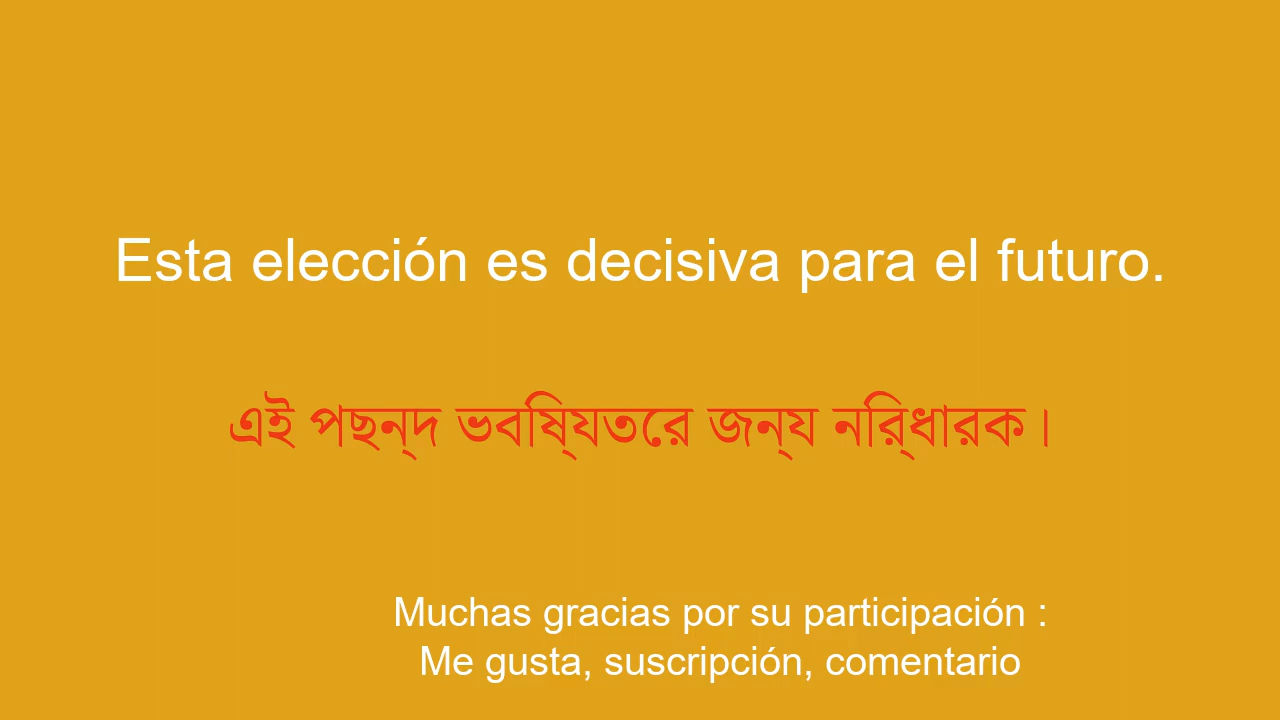 Esta elección es decisiva para el futuro.
এই পছন্দ ভবিষ্যতের জন্য নির্ধারক।
Muchas gracias por su participación :
Me gusta, suscripción, comentario